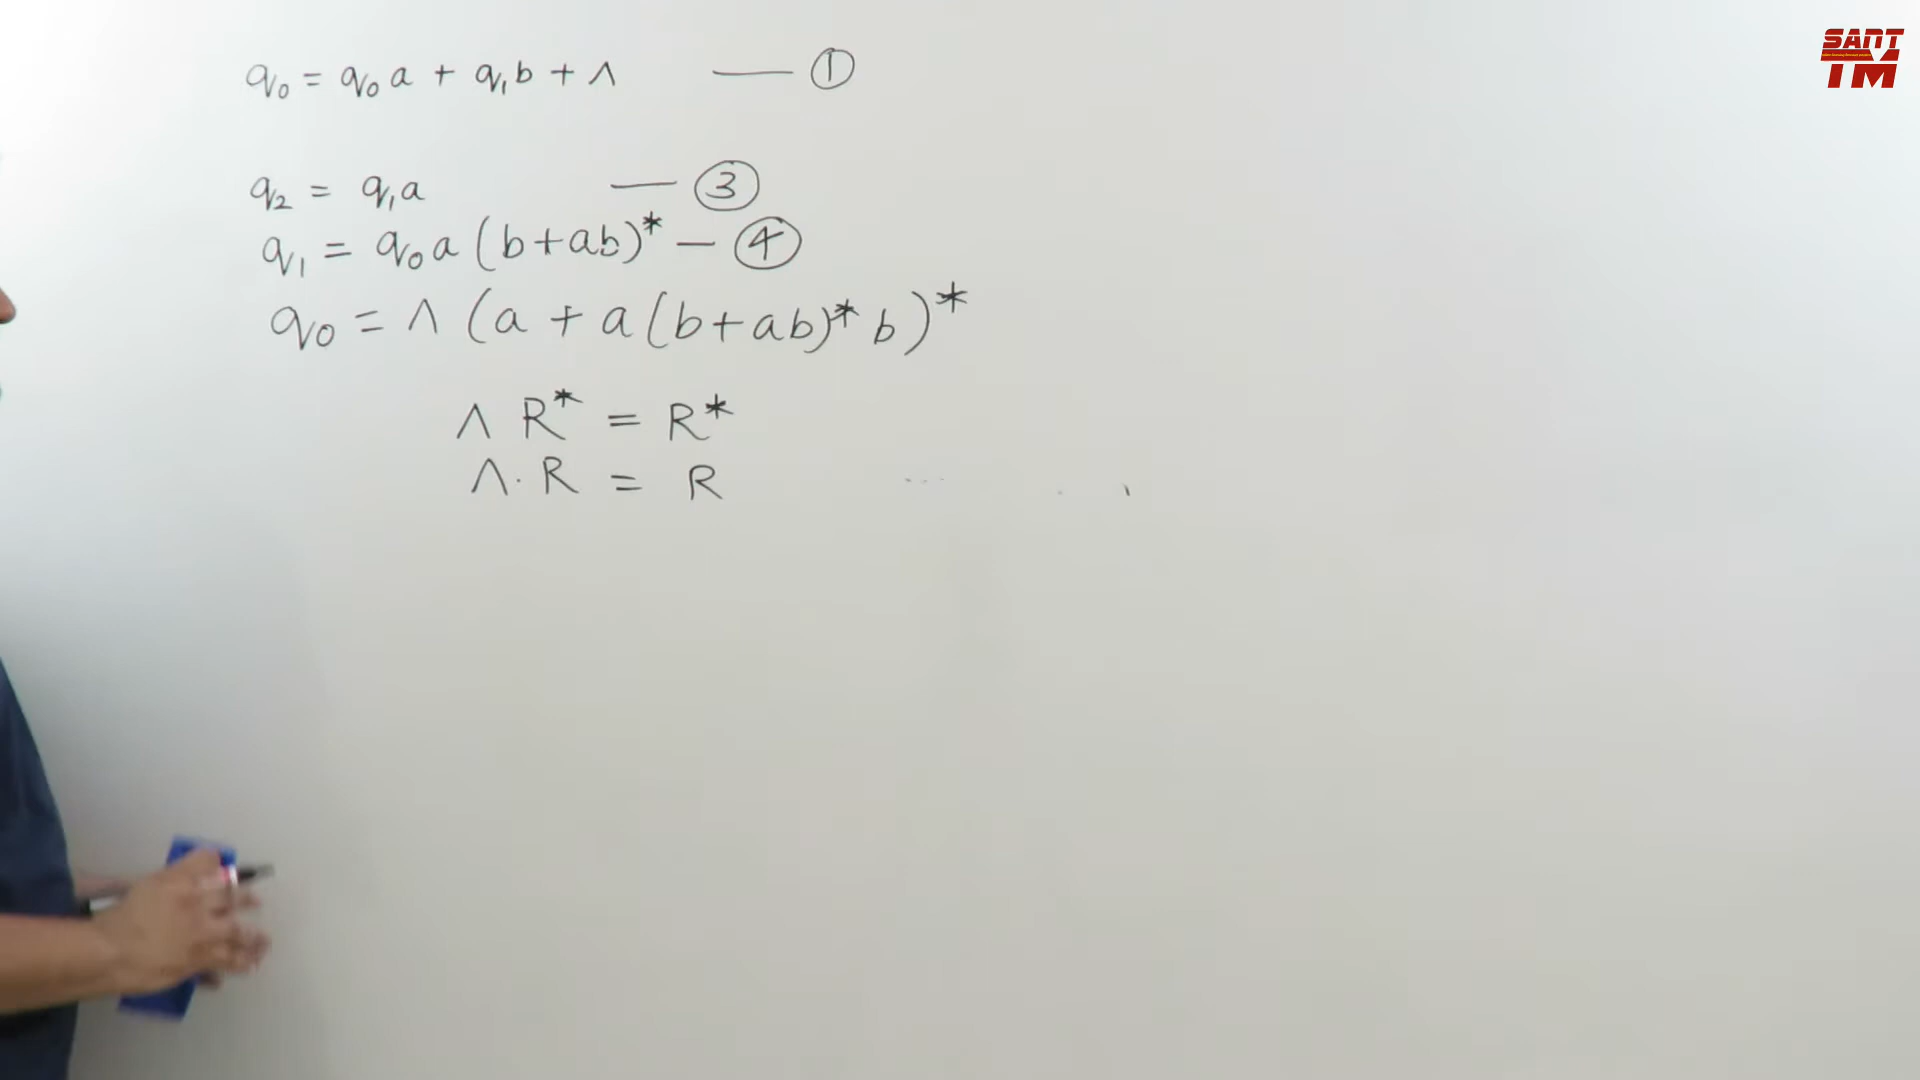 q₀ = q₀a + q₁b + ∧ — ①
q₂ = q₁a — ③
q₁ = q₀a(b+ab)* — ④
q₀ = ∧(a + a(b+ab)*b)*
∧ R* = R*
∧·R = R
SANT
TM